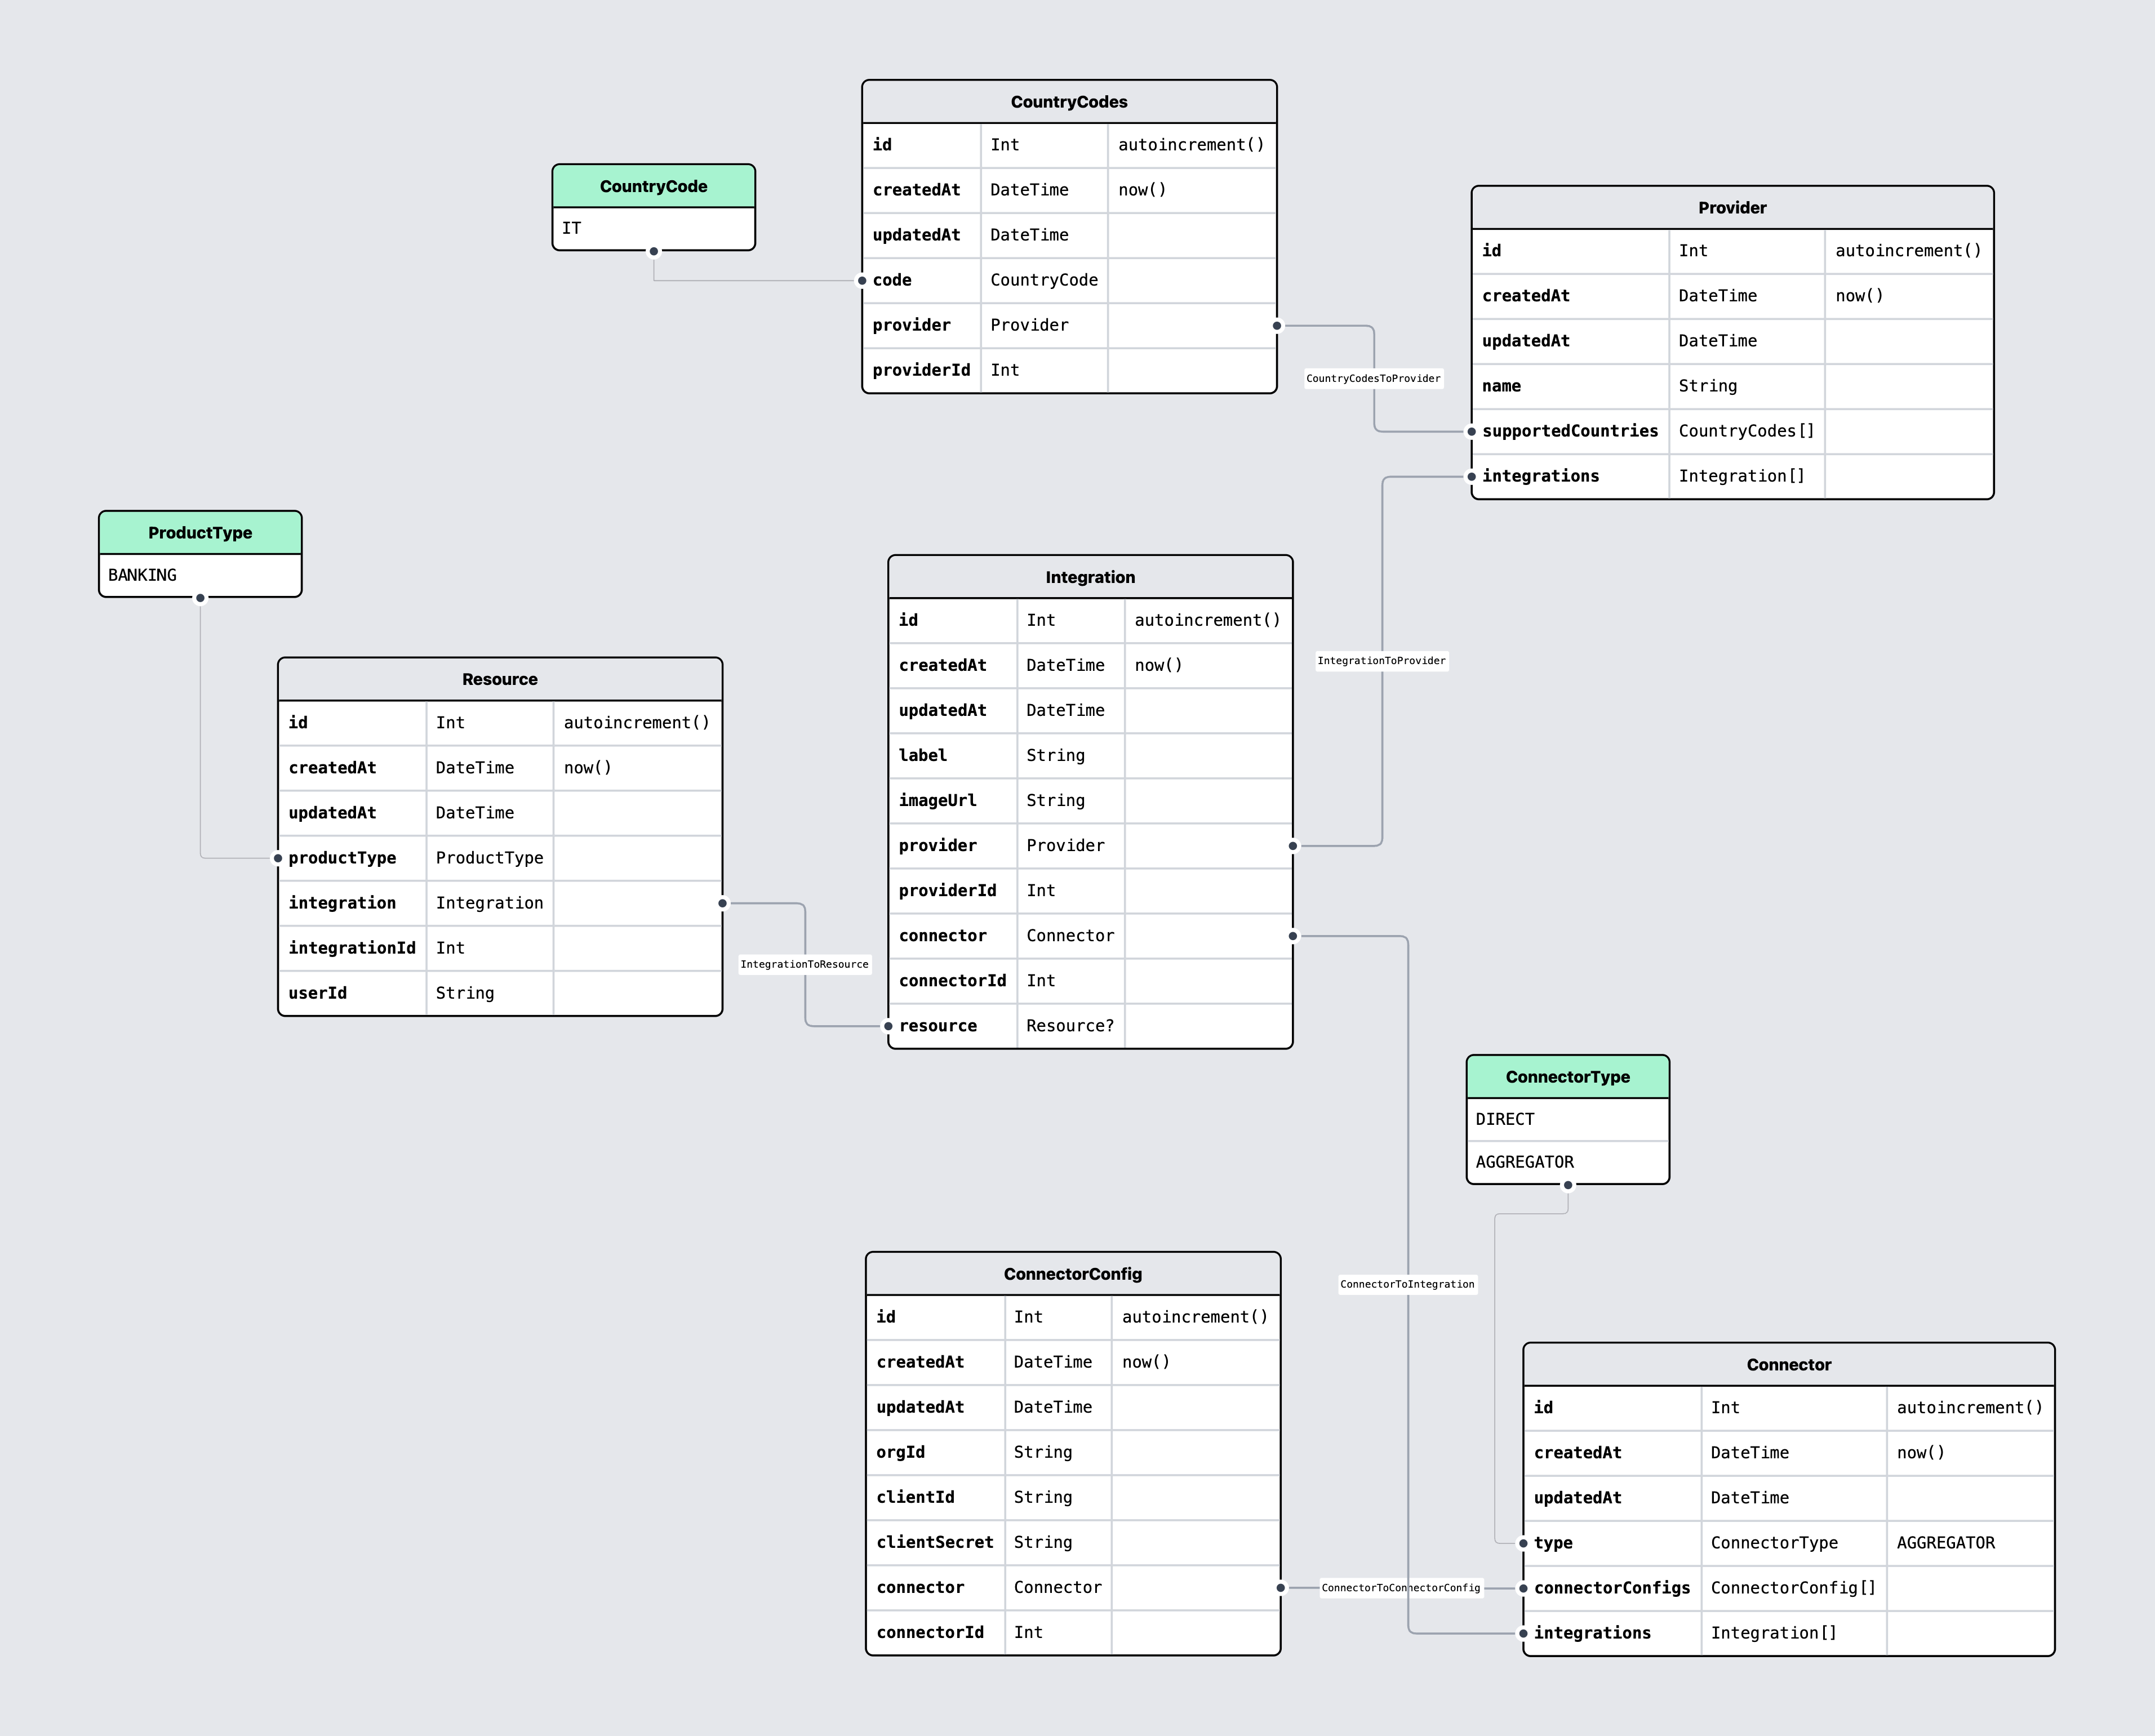 CountryCodes
id Int autoincrement()
createdAt DateTime now()
updatedAt DateTime
code CountryCode
provider Provider
providerId Int
CountryCode
IT
Provider
id Int autoincrement()
createdAt DateTime now()
updatedAt DateTime
name String
supportedCountries CountryCodes[]
integrations Integration[]
CountryCodesToProvider
ProductType
BANKING
Integration
id Int autoincrement()
createdAt DateTime now()
updatedAt DateTime
label String
imageUrl String
provider Provider
providerId Int
connector Connector
connectorId Int
resource Resource?
IntegrationToProvider
Resource
id Int autoincrement()
createdAt DateTime now()
updatedAt DateTime
productType ProductType
integration Integration
integrationId Int
userId String
IntegrationToResource
ConnectorType
DIRECT
AGGREGATOR
ConnectorConfig
id Int autoincrement()
createdAt DateTime now()
updatedAt DateTime
orgId String
clientId String
clientSecret String
connector Connector
connectorId Int
ConnectorToIntegration
ConnectorToConnectorConfig
Connector
id Int autoincrement()
createdAt DateTime now()
updatedAt DateTime
type ConnectorType AGGREGATOR
connectorConfigs ConnectorConfig[]
integrations Integration[]